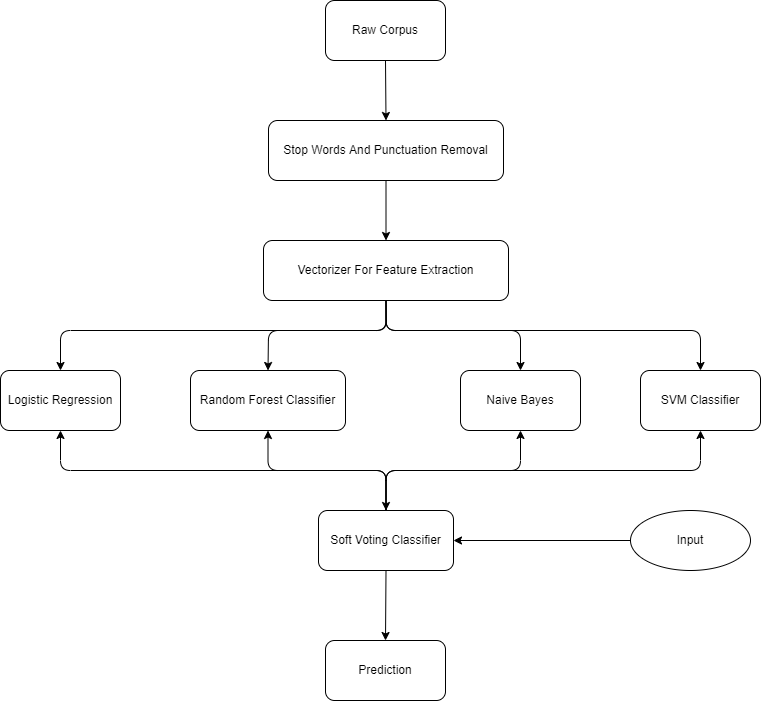 Raw Corpus
Stop Words And Punctuation Removal
Vectorizer For Feature Extraction
Logistic Regression
Random Forest Classifier
Naive Bayes
SVM Classifier
Soft Voting Classifier
Input
Prediction